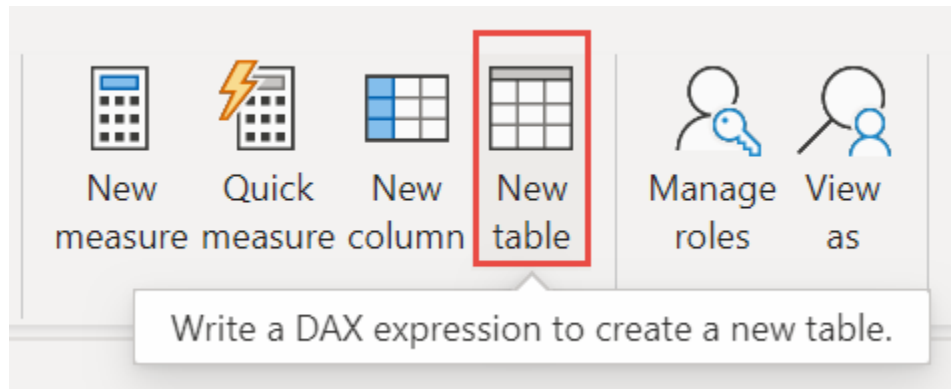 New Quick New New Manage View
measure measure column table roles as
Write a DAX expression to create a new table.